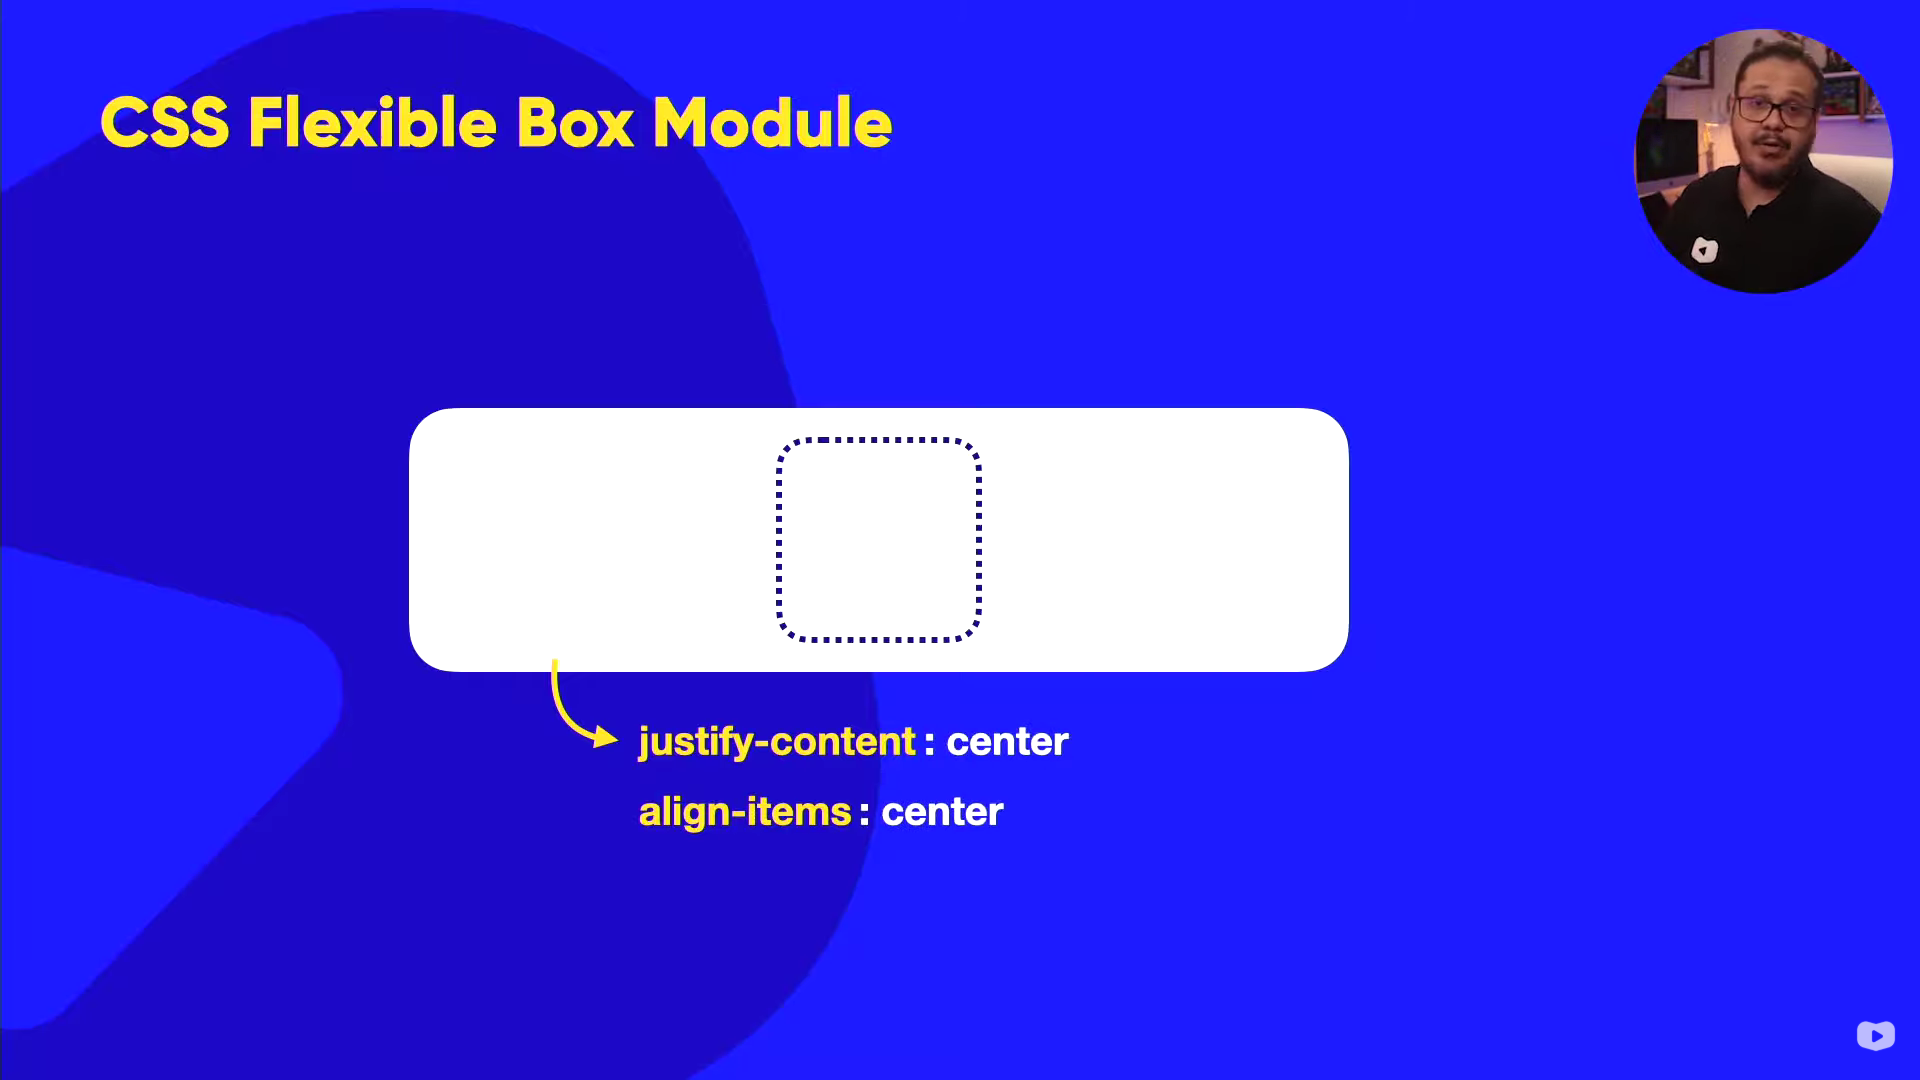 CSS Flexible Box Module
justify-content : center
align-items : center